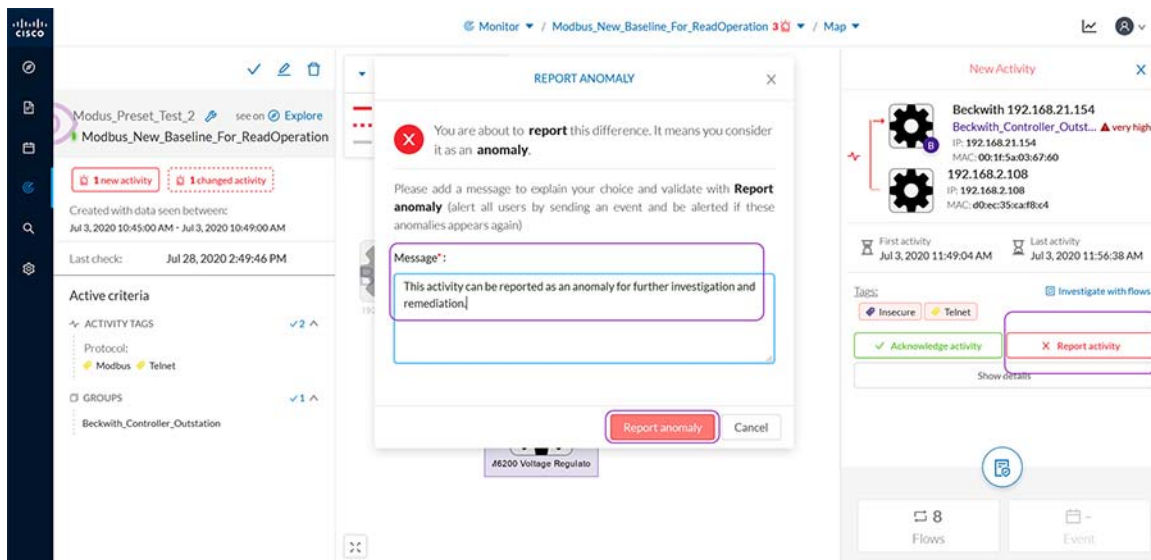 CISCO
Monitor / Modbus_New_Baseline_For_ReadOperation 3 / Map
Modus_Preset_Test_2 see on Explore
Modbus_New_Baseline_For_ReadOperation
1 new activity 1 changed activity
Created with data seen between:
Jul 3, 2020 10:45:00 AM - Jul 3, 2020 10:49:00 AM
Last check: Jul 28, 2020 2:49:46 PM
Active criteria
ACTIVITY TAGS 2
Protocol:
Modbus Telnet
GROUPS 1
Beckwith_Controller_Outstation
REPORT ANOMALY
You are about to report this difference. It means you consider
it as an anomaly.
Please add a message to explain your choice and validate with Report
anomaly (alert all users by sending an event and be alerted if these
anomalies appears again)
Message*:
This activity can be reported as an anomaly for further investigation and
remediation.
Report anomaly Cancel
M6200 Voltage Regulato
New Activity
Beckwith 192.168.21.154
Beckwith_Controller_Outst... very high
IP: 192.168.21.154
MAC: 00:1f:5a:03:67:60
B
192.168.2.108
IP: 192.168.2.108
MAC: d0:ec:35:ca:f8:c4
First activity
Jul 3, 2020 11:49:04 AM
Last activity
Jul 3, 2020 11:56:38 AM
Tags: Investigate with flows
Insecure Telnet
Acknowledge activity Report activity
Show details
8
Flows
-
Event